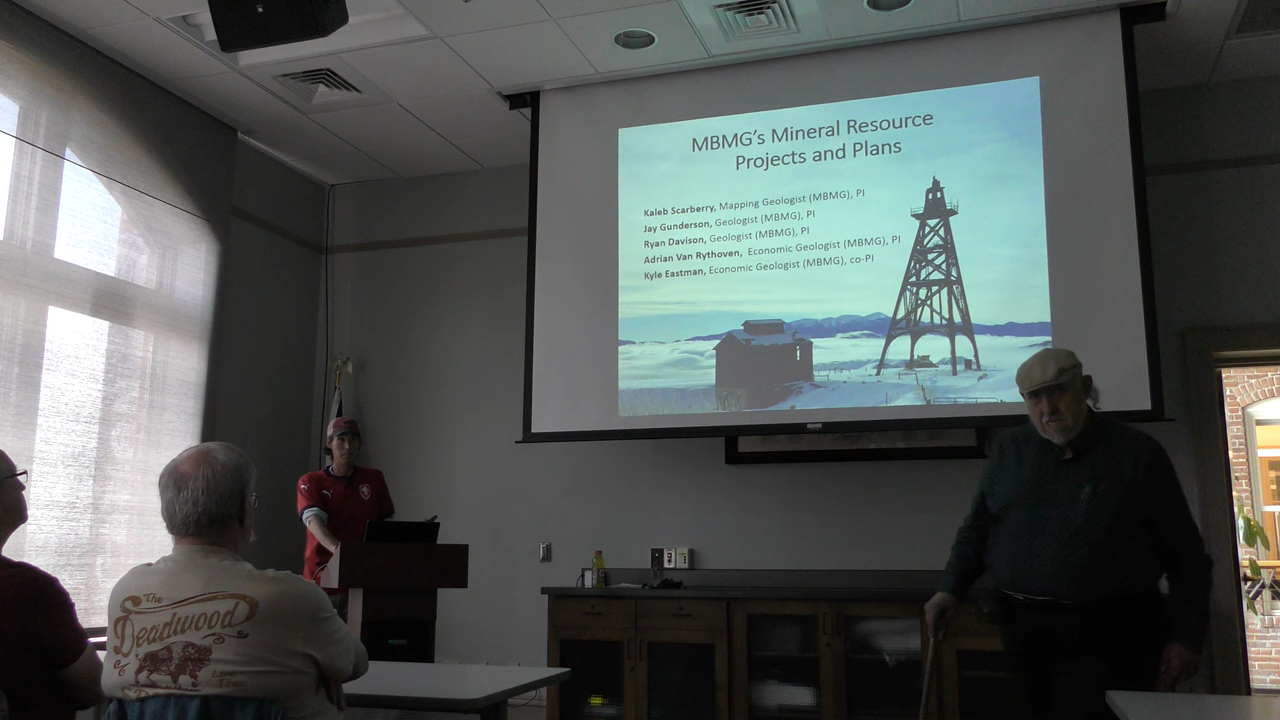 MBMG's Mineral Resource
Projects and Plans
Kaleb Scarberry, Mapping Geologist (MBMG), PI
Jay Gunderson, Geologist (MBMG), PI
Ryan Davison, Geologist (MBMG), PI
Adrian Van Rythoven, Economic Geologist (MBMG), PI
Kyle Eastman, Economic Geologist (MBMG), co-PI
The
Deadwood